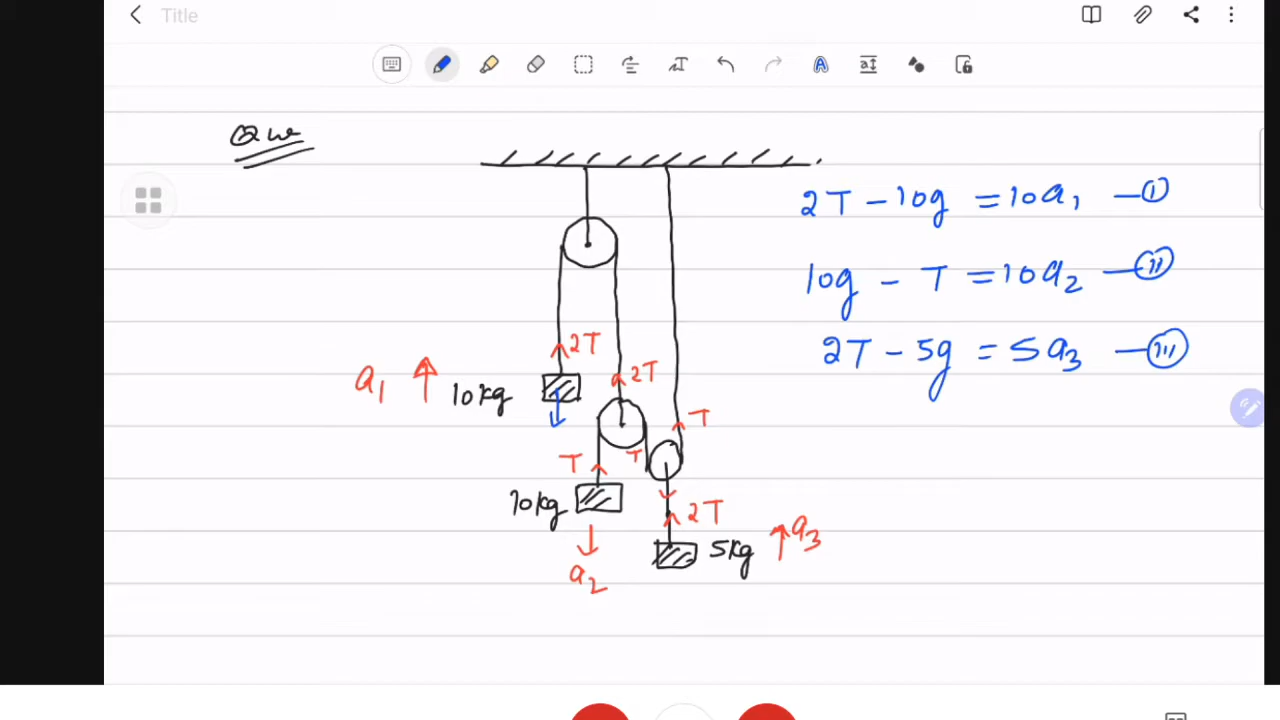 Title
Que
2T - 10g = 10a₁ — (I)
10g - T = 10a₂ — (II)
2T - 5g = 5a₃ — (III)
2T
2T
a₁
10kg
T
T
T
10kg
2T
5kg
a₃
a₂